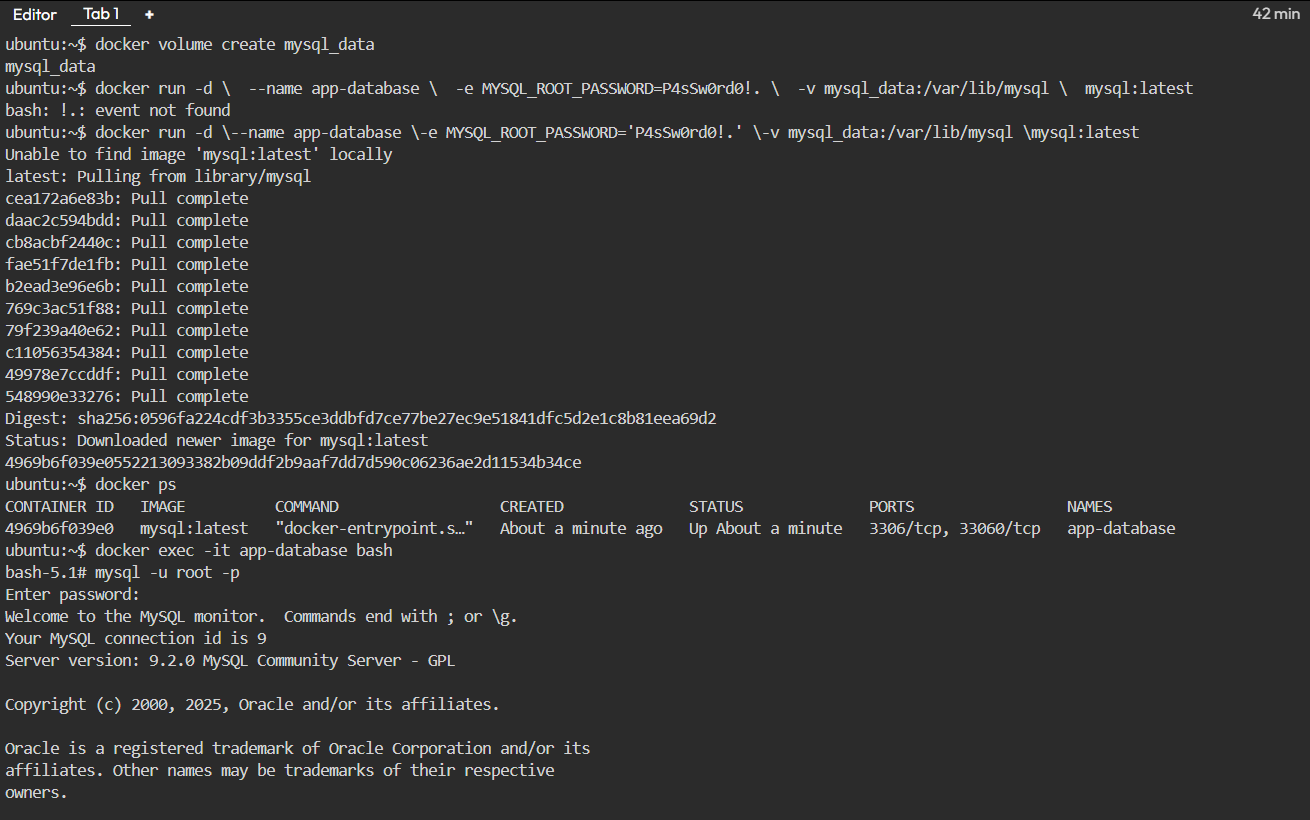 Editor Tab 1 + 42 min
ubuntu:~$ docker volume create mysql_data
mysql_data
ubuntu:~$ docker run -d \  --name app-database \  -e MYSQL_ROOT_PASSWORD=P4sSw0rd0!. \  -v mysql_data:/var/lib/mysql \  mysql:latest
bash: !.: event not found
ubuntu:~$ docker run -d \--name app-database \-e MYSQL_ROOT_PASSWORD='P4sSw0rd0!.' \-v mysql_data:/var/lib/mysql \mysql:latest
Unable to find image 'mysql:latest' locally
latest: Pulling from library/mysql
cea172a6e83b: Pull complete
daac2c594bdd: Pull complete
cb8acbf2440c: Pull complete
fae51f7de1fb: Pull complete
b2ead3e96e6b: Pull complete
769c3ac51f88: Pull complete
79f239a40e62: Pull complete
c11056354384: Pull complete
49978e7ccddf: Pull complete
548990e33276: Pull complete
Digest: sha256:0596fa224cdf3b3355ce3ddbfd7ce77be27ec9e51841dfc5d2e1c8b81eea69d2
Status: Downloaded newer image for mysql:latest
4969b6f039e0552213093382b09ddf2b9aaf7dd7d590c06236ae2d11534b34ce
ubuntu:~$ docker ps
CONTAINER ID   IMAGE          COMMAND                  CREATED              STATUS              PORTS                 NAMES
4969b6f039e0   mysql:latest   "docker-entrypoint.s…"   About a minute ago   Up About a minute   3306/tcp, 33060/tcp   app-database
ubuntu:~$ docker exec -it app-database bash
bash-5.1# mysql -u root -p
Enter password:
Welcome to the MySQL monitor.  Commands end with ; or \g.
Your MySQL connection id is 9
Server version: 9.2.0 MySQL Community Server - GPL
Copyright (c) 2000, 2025, Oracle and/or its affiliates.
Oracle is a registered trademark of Oracle Corporation and/or its
affiliates. Other names may be trademarks of their respective
owners.